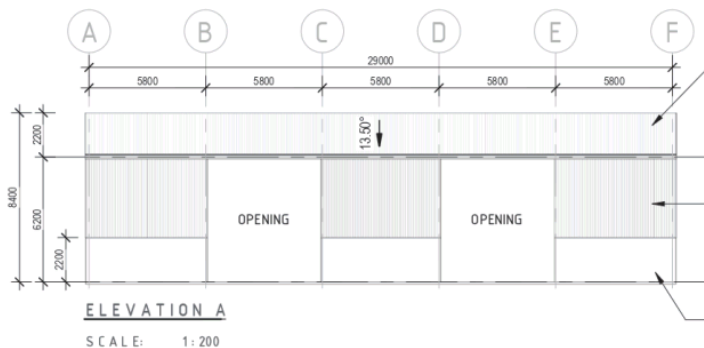 A B C D E F
29000
5800 5800 5800 5800 5800
2200
13.50°
8400
6200
OPENING OPENING
2200
ELEVATION A
SCALE: 1:200